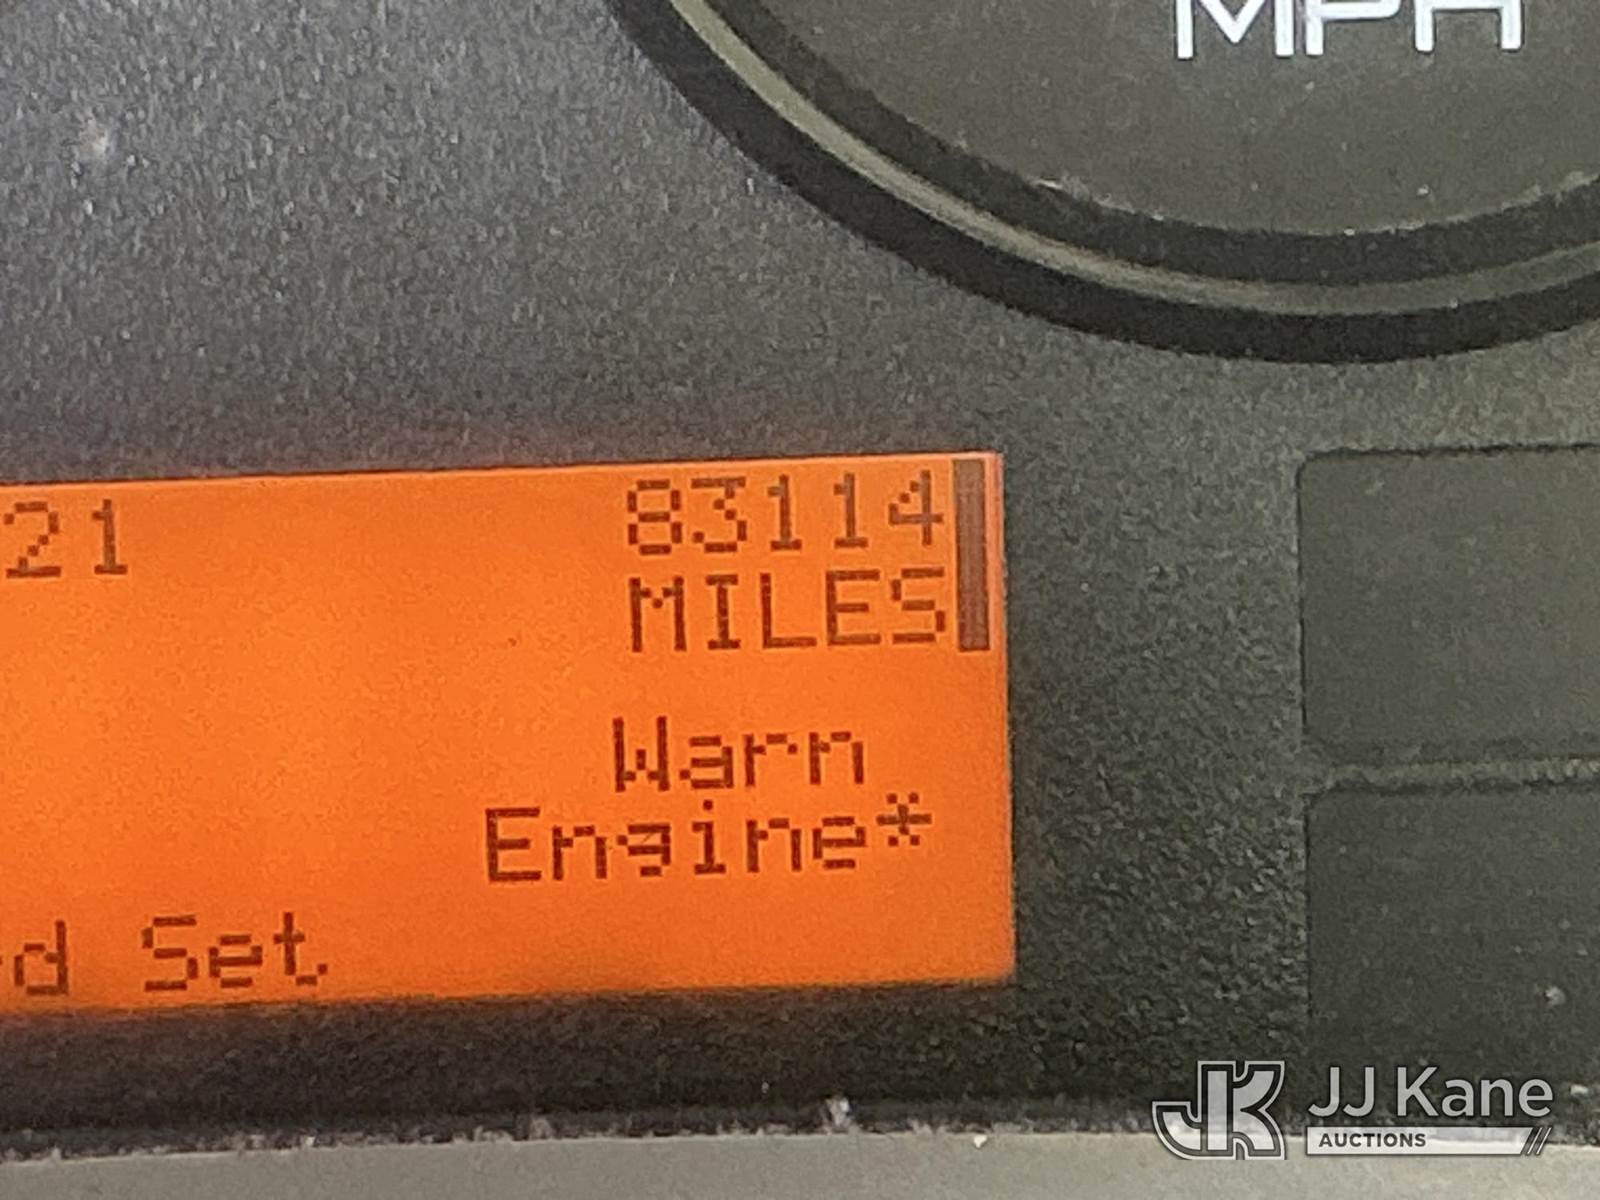 MPH
21 83114
MILES
Warn
Engine*
d Set
JJ Kane
AUCTIONS